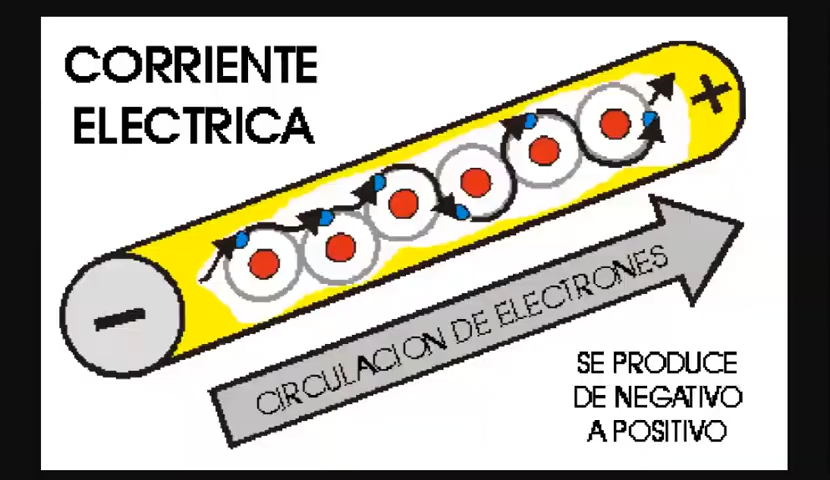 CORRIENTE
ELECTRICA
+
−
CIRCULACION DE ELECTRONES
SE PRODUCE
DE NEGATIVO
A POSITIVO